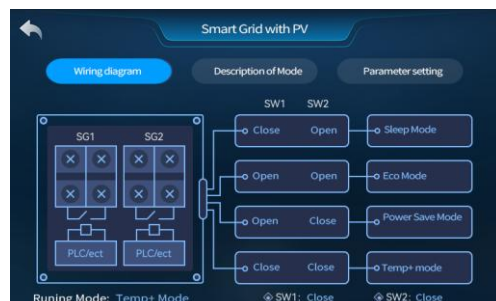 Smart Grid with PV
Wiring diagram Description of Mode Parameter setting
SW1 SW2
SG1 SG2
Close Open Sleep Mode
Open Open Eco Mode
Open Close Power Save Mode
PLC/ect PLC/ect
Close Close Temp+ mode
Runing Mode: Temp+ Mode SW1: Close SW2: Close